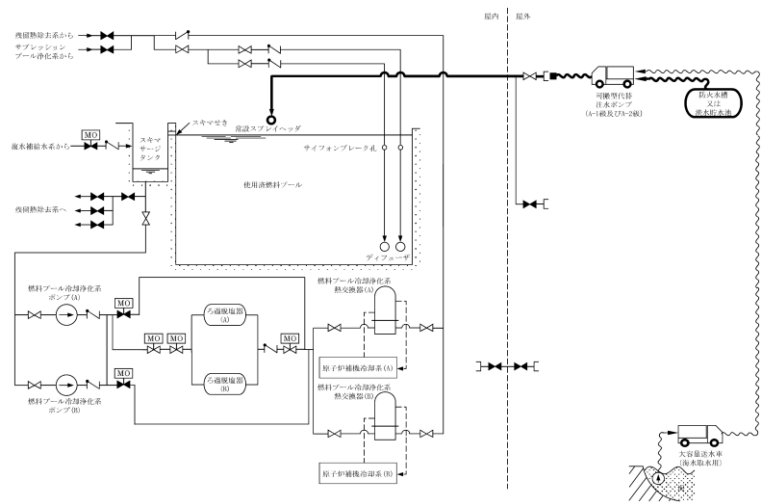 屋内
屋外
残留熱除去系から
サプレッション
プール浄化系から
可搬型代替
注水ポンプ
(A-1級及びA-2級)
防火水槽
又は
淡水貯水池
スキマせき
常設スプレイヘッダ
MO
復水補給水系から
スキマ
サージ
タンク
サイフォンブレーク孔
使用済燃料プール
残留熱除去系へ
ディフューザ
燃料プール冷却浄化系
ポンプ(A)
MO
ろ過脱塩器
(A)
MO
MO
MO
燃料プール冷却浄化系
熱交換器(A)
原子炉補機冷却系(A)
MO
ろ過脱塩器
(B)
燃料プール冷却浄化系
ポンプ(B)
燃料プール冷却浄化系
熱交換器(B)
原子炉補機冷却系(B)
大容量送水車
(海水取水用)
海